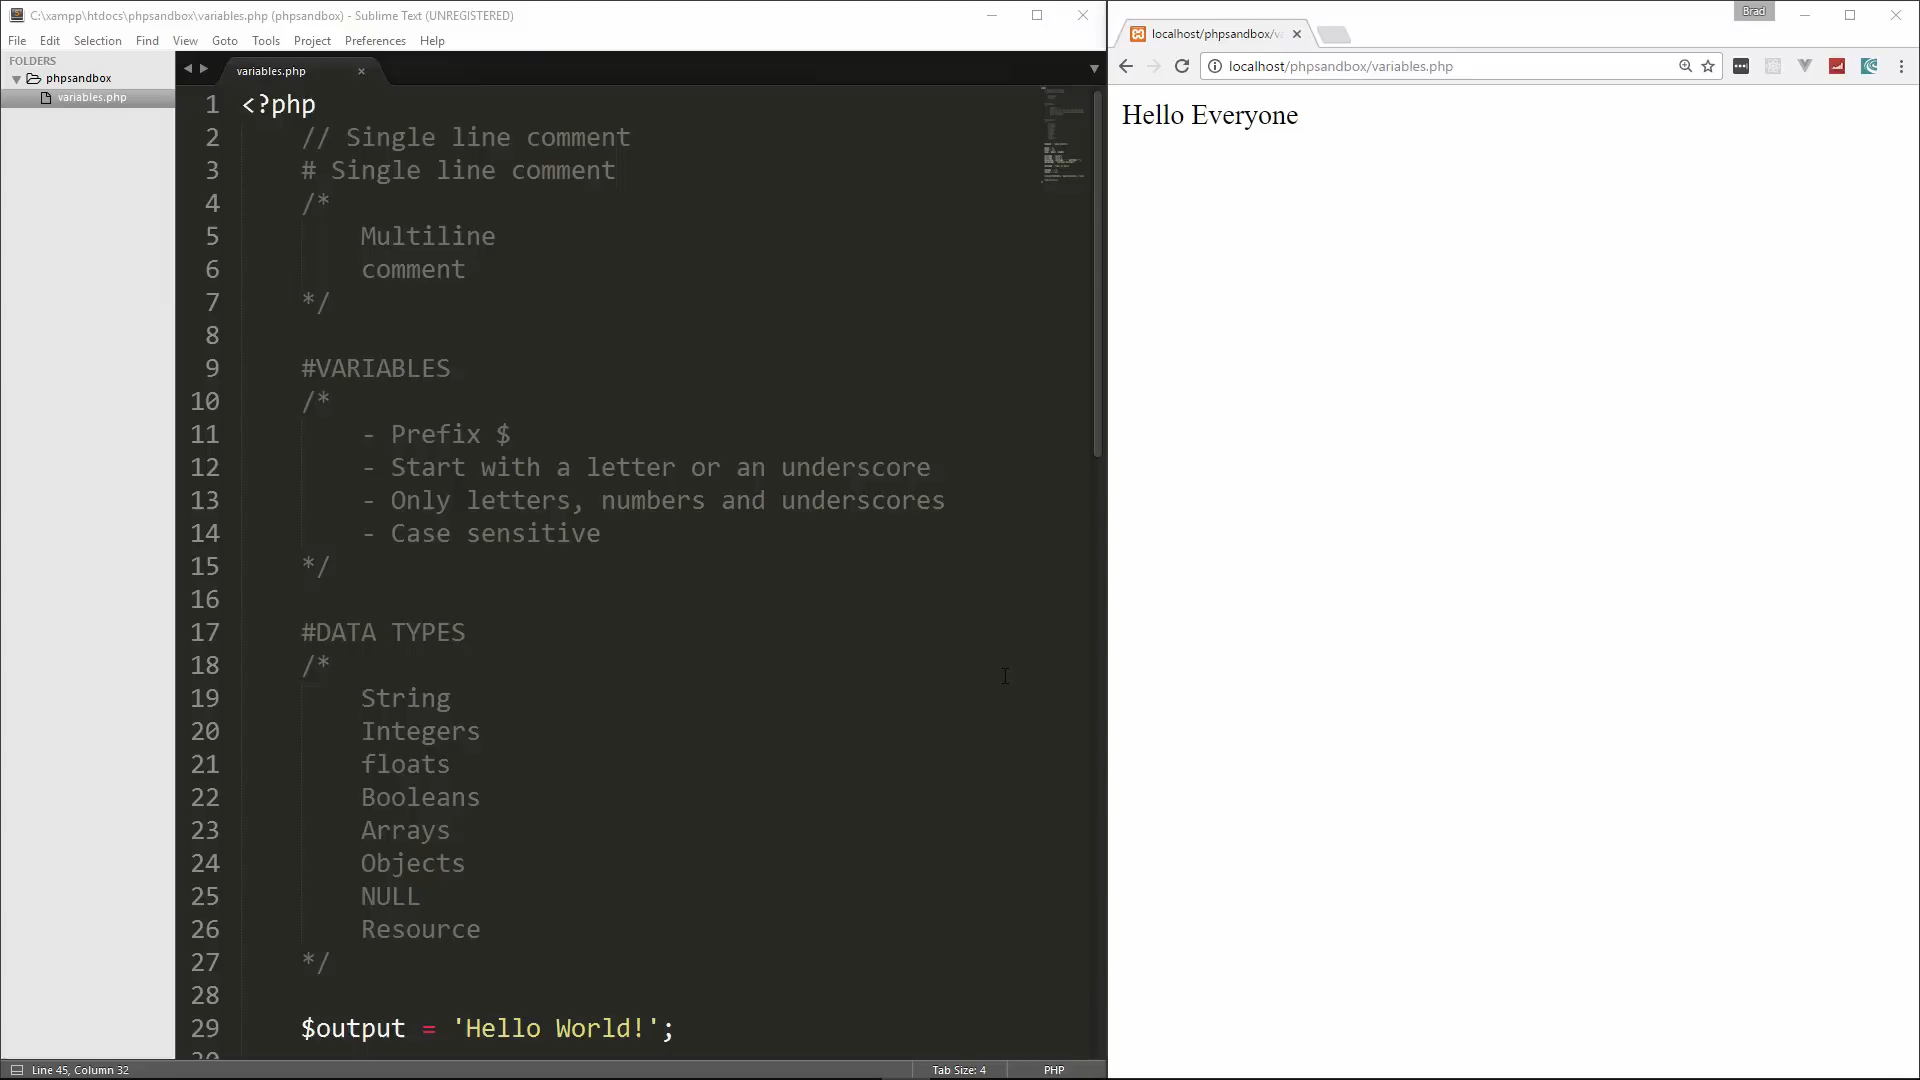 C:\xampp\htdocs\phpsandbox\variables.php (phpsandbox) - Sublime Text (UNREGISTERED)
File Edit Selection Find View Goto Tools Project Preferences Help
FOLDERS
phpsandbox
variables.php
variables.php
1 <?php
2 // Single line comment
3 # Single line comment
4 /*
5 Multiline
6 comment
7 */
8
9 #VARIABLES
10 /*
11 - Prefix $
12 - Start with a letter or an underscore
13 - Only letters, numbers and underscores
14 - Case sensitive
15 */
16
17 #DATA TYPES
18 /*
19 String
20 Integers
21 floats
22 Booleans
23 Arrays
24 Objects
25 NULL
26 Resource
27 */
28
29 $output = 'Hello World!';
30
Line 45, Column 32
Tab Size: 4
PHP
Brad
localhost/phpsandbox/va
localhost/phpsandbox/variables.php
Hello Everyone